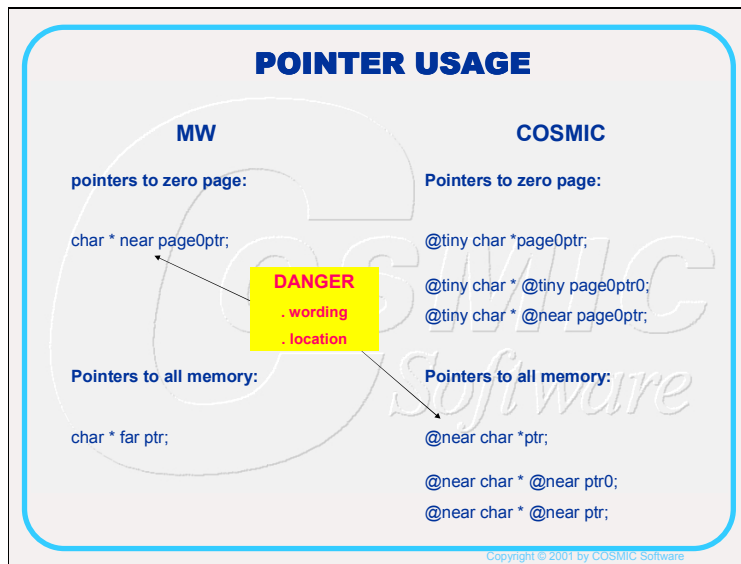 POINTER USAGE
MW
pointers to zero page:
char * near page0ptr;
Pointers to all memory:
char * far ptr;
DANGER
. wording
. location
COSMIC
Pointers to zero page:
@tiny char *page0ptr;
@tiny char * @tiny page0ptr0;
@tiny char * @near page0ptr;
Pointers to all memory:
@near char *ptr;
@near char * @near ptr0;
@near char * @near ptr;
COSMIC
Software
Copyright © 2001 by COSMIC Software